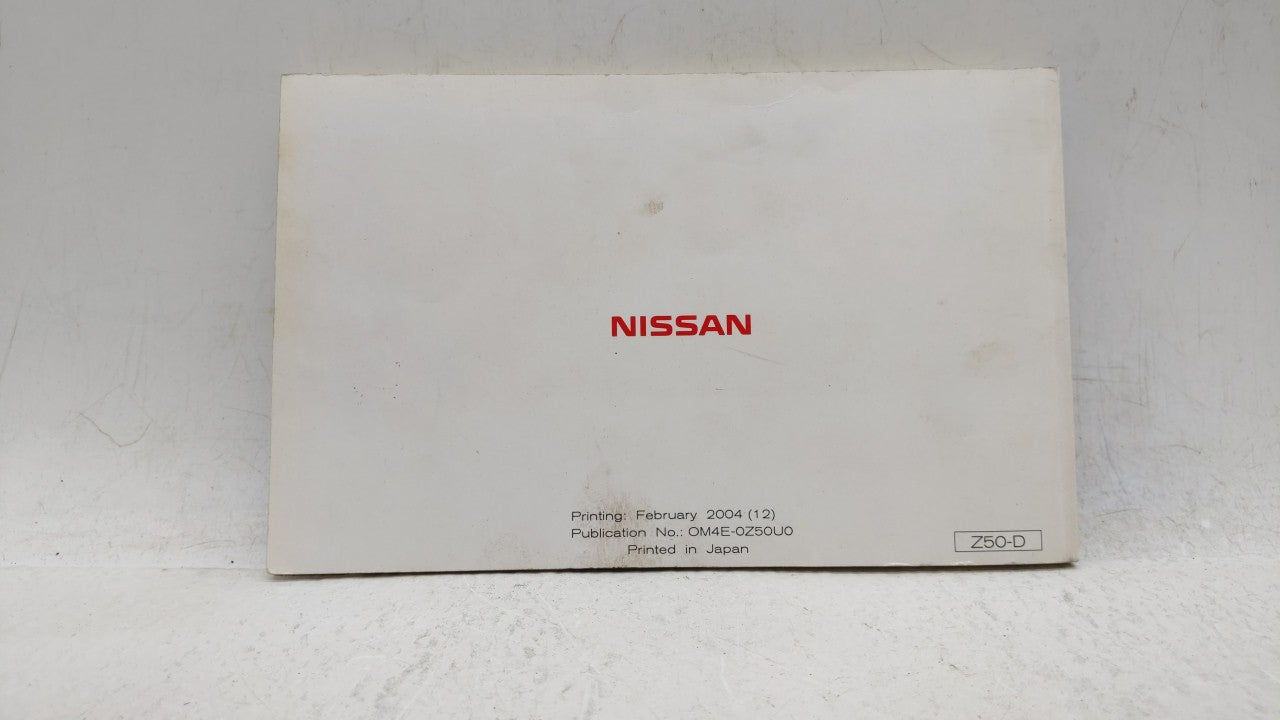 NISSAN
Printing: February 2004 (12)
Publication No.: OM4E-0Z50U0
Printed in Japan
Z50-D